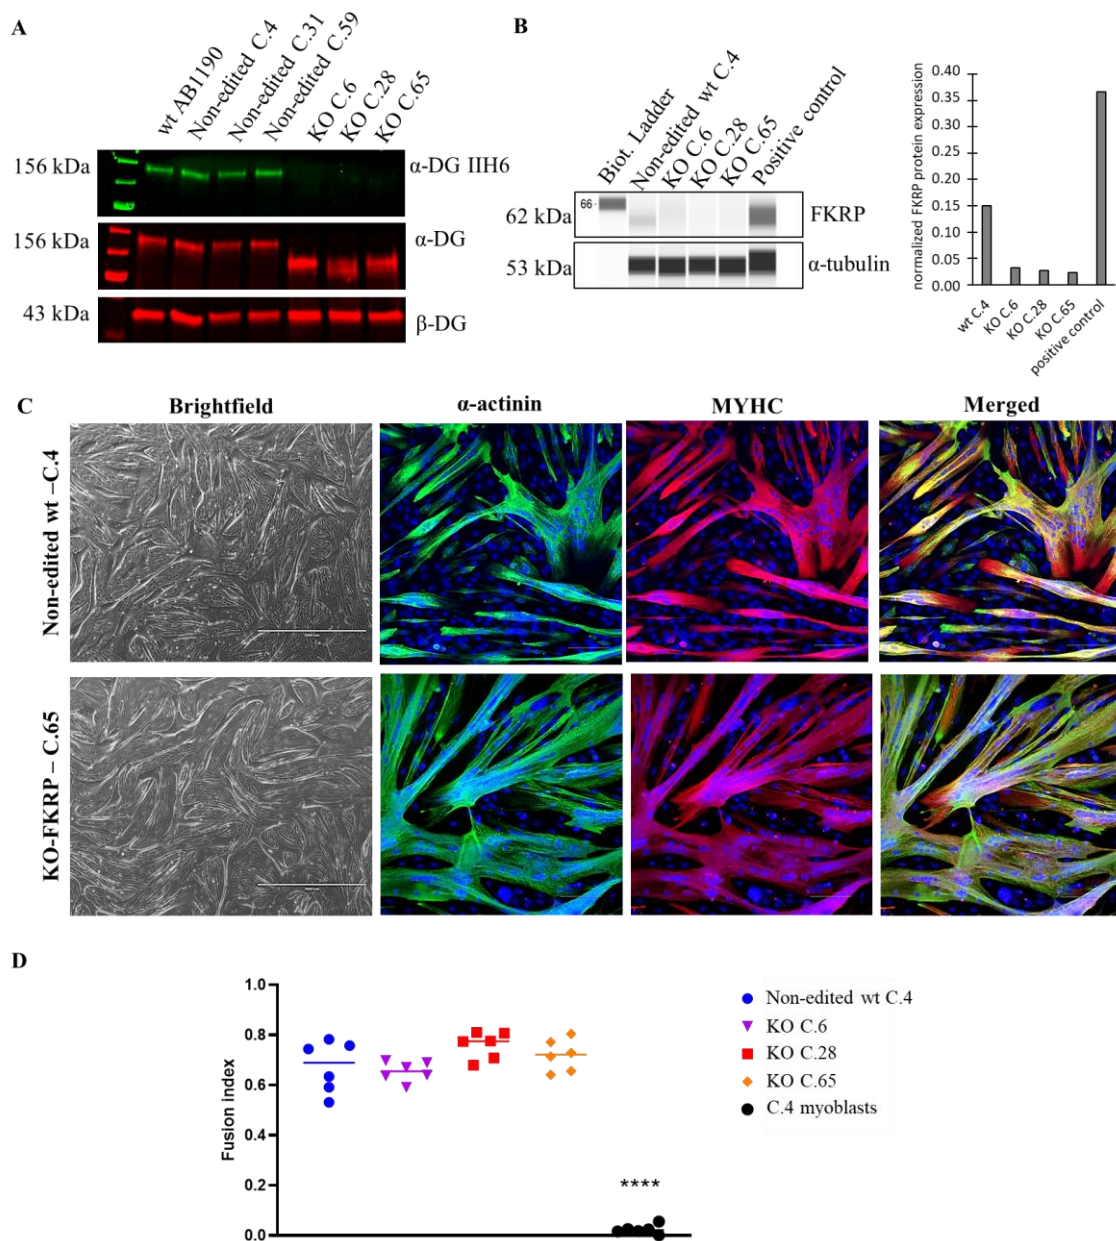 A
wt AB1190
Non-edited C.4
Non-edited C.31
Non-edited C.59
KO C.6
KO C.28
KO C.65
156 kDa
α-DG IIH6
156 kDa
α-DG
43 kDa
β-DG
B
Biot. Ladder
Non-edited wt C.4
KO C.6
KO C.28
KO C.65
Positive control
66
62 kDa
FKRP
53 kDa
α-tubulin
normalized FKRP protein expression
0.40
0.35
0.30
0.25
0.20
0.15
0.10
0.05
0.00
wt C.4
KO C.6
KO C.28
KO C.65
positive control
C
Brightfield
α-actinin
MYHC
Merged
Non-edited wt –C.4
KO-FKRP – C.65
D
Fusion index
1.0
0.8
0.6
0.4
0.2
0.0
****
Non-edited wt C.4
KO C.6
KO C.28
KO C.65
C.4 myoblasts